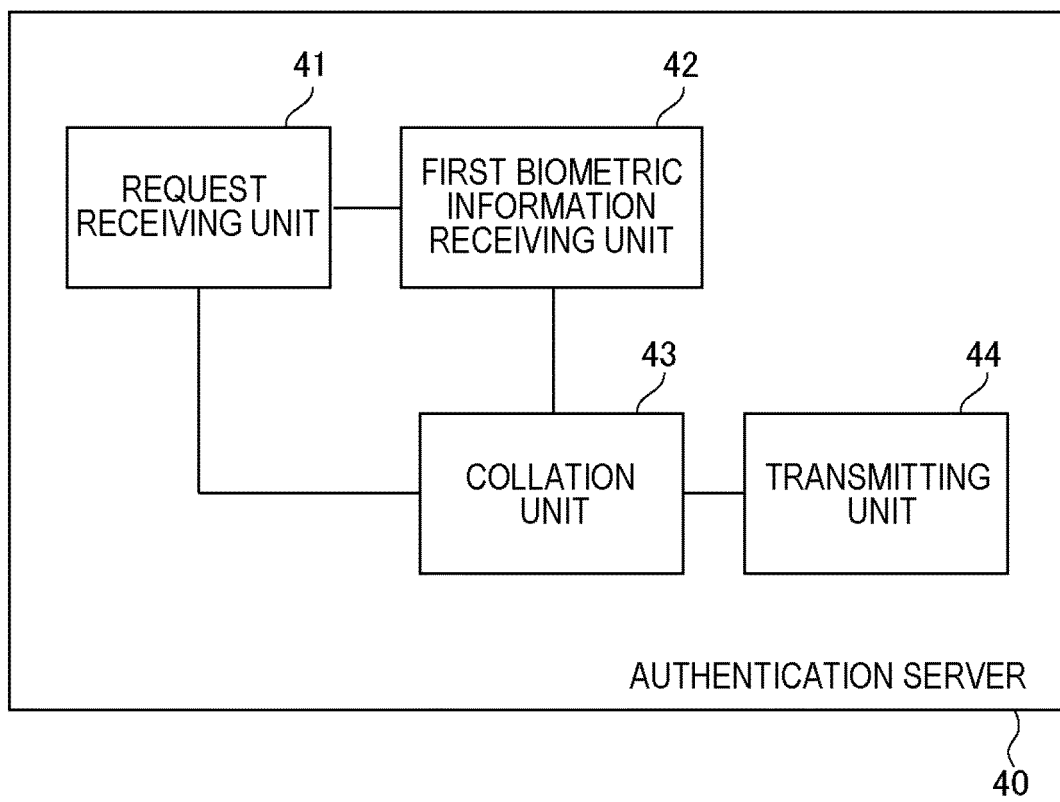 41
42
REQUEST
RECEIVING UNIT
FIRST BIOMETRIC
INFORMATION
RECEIVING UNIT
43
44
COLLATION
UNIT
TRANSMITTING
UNIT
AUTHENTICATION SERVER
40